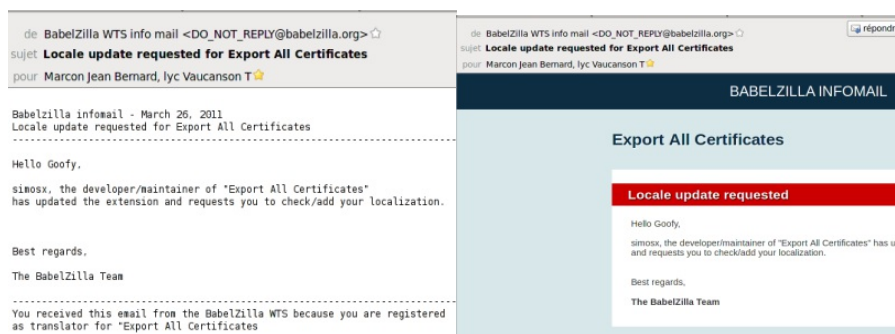 de BabelZilla WTS info mail <DO_NOT_REPLY@babelzilla.org>
sujet Locale update requested for Export All Certificates
pour Marcon Jean Bernard, lyc Vaucanson T
Babelzilla infomail - March 26, 2011
Locale update requested for Export All Certificates
Hello Goofy,
simosx, the developer/maintainer of "Export All Certificates"
has updated the extension and requests you to check/add your localization.
Best regards,
The BabelZilla Team
You received this email from the BabelZilla WTS because you are registered
as translator for "Export All Certificates
de BabelZilla WTS info mail <DO_NOT_REPLY@babelzilla.org>
répondr
sujet Locale update requested for Export All Certificates
pour Marcon Jean Bernard, lyc Vaucanson T
BABELZILLA INFOMAIL
Export All Certificates
Locale update requested
Hello Goofy,
simosx, the developer/maintainer of "Export All Certificates" has u
and requests you to check/add your localization.
Best regards,
The BabelZilla Team